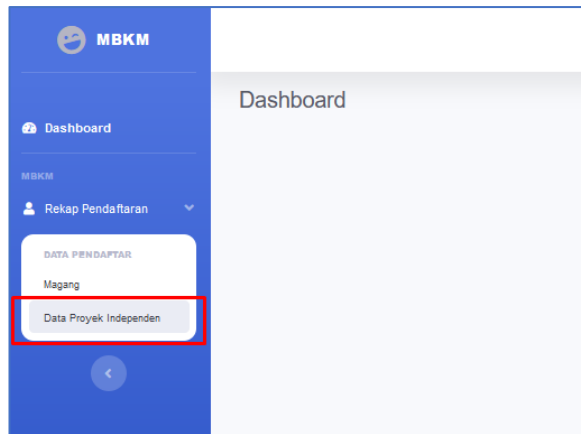 MBKM
Dashboard
Dashboard
MBKM
Rekap Pendaftaran
DATA PENDAFTAR
Magang
Data Proyek Independen